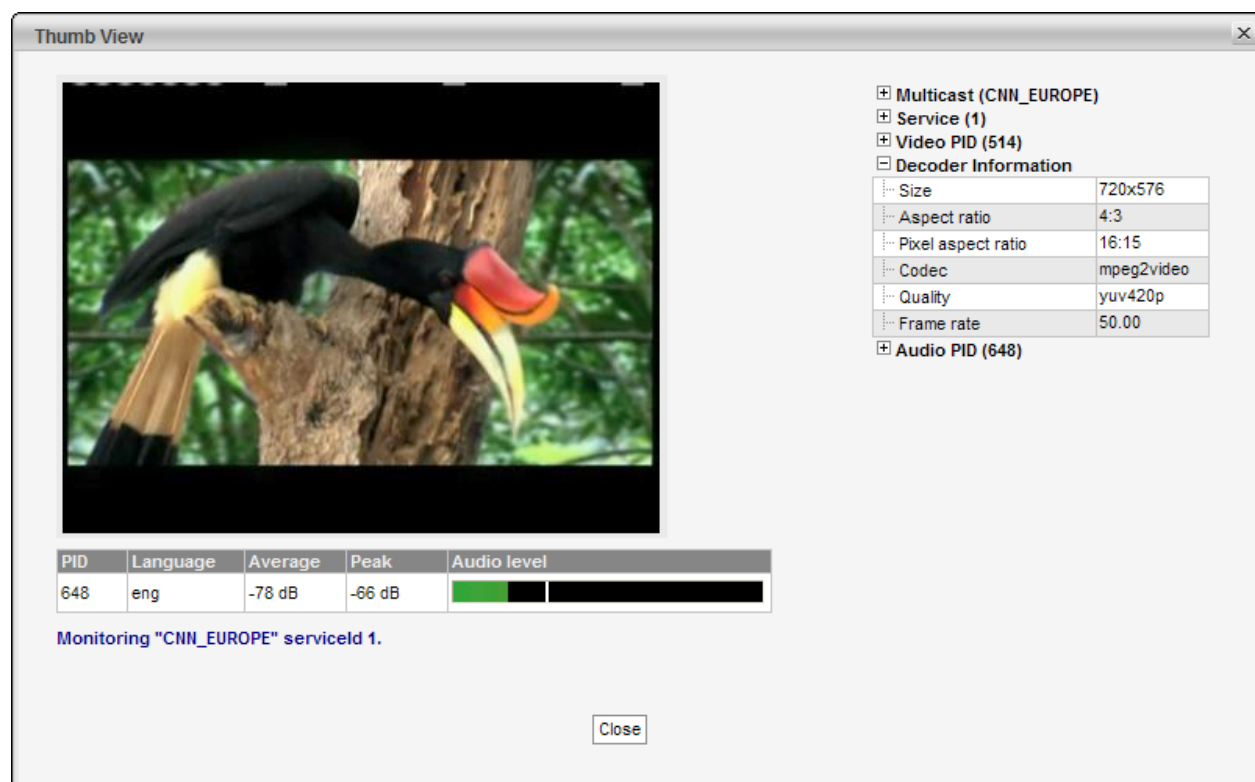 Thumb View
Multicast (CNN_EUROPE)
Service (1)
Video PID (514)
Decoder Information
Size 720x576
Aspect ratio 4:3
Pixel aspect ratio 16:15
Codec mpeg2video
Quality yuv420p
Frame rate 50.00
Audio PID (648)
PID Language Average Peak Audio level
648 eng -78 dB -66 dB
Monitoring "CNN_EUROPE" serviceId 1.
Close